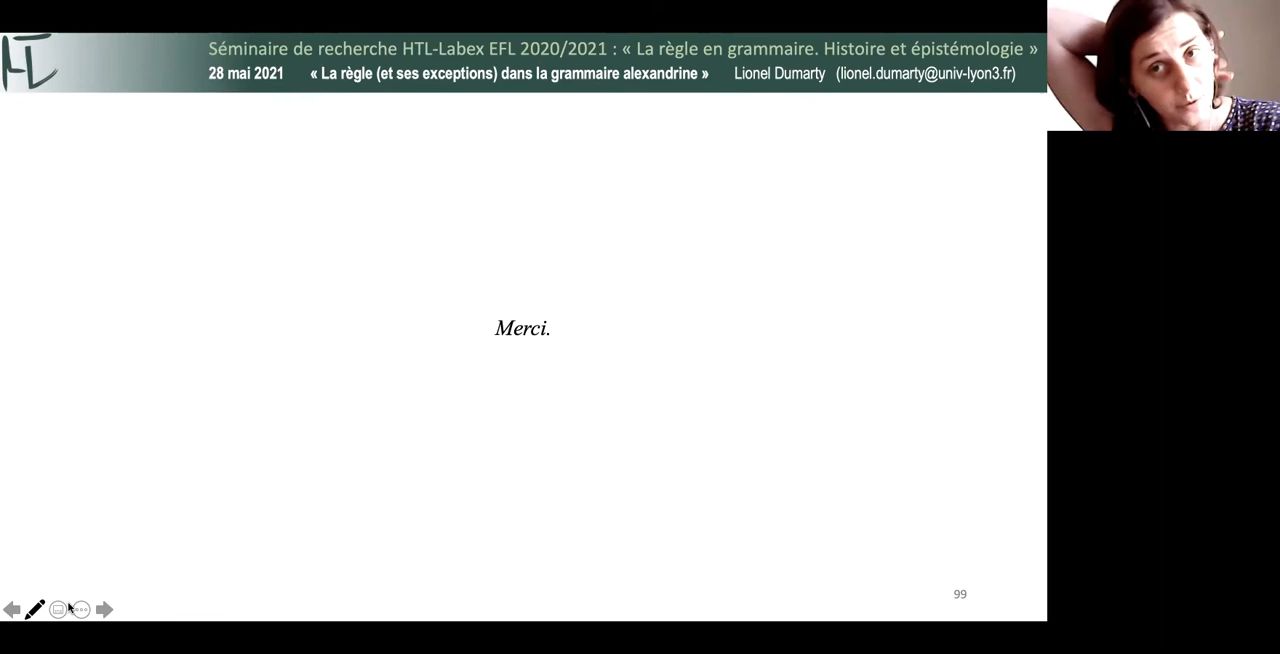 HTL
Séminaire de recherche HTL-Labex EFL 2020/2021 : « La règle en grammaire. Histoire et épistémologie »
28 mai 2021 « La règle (et ses exceptions) dans la grammaire alexandrine » Lionel Dumarty (lionel.dumarty@univ-lyon3.fr)
Merci.
99